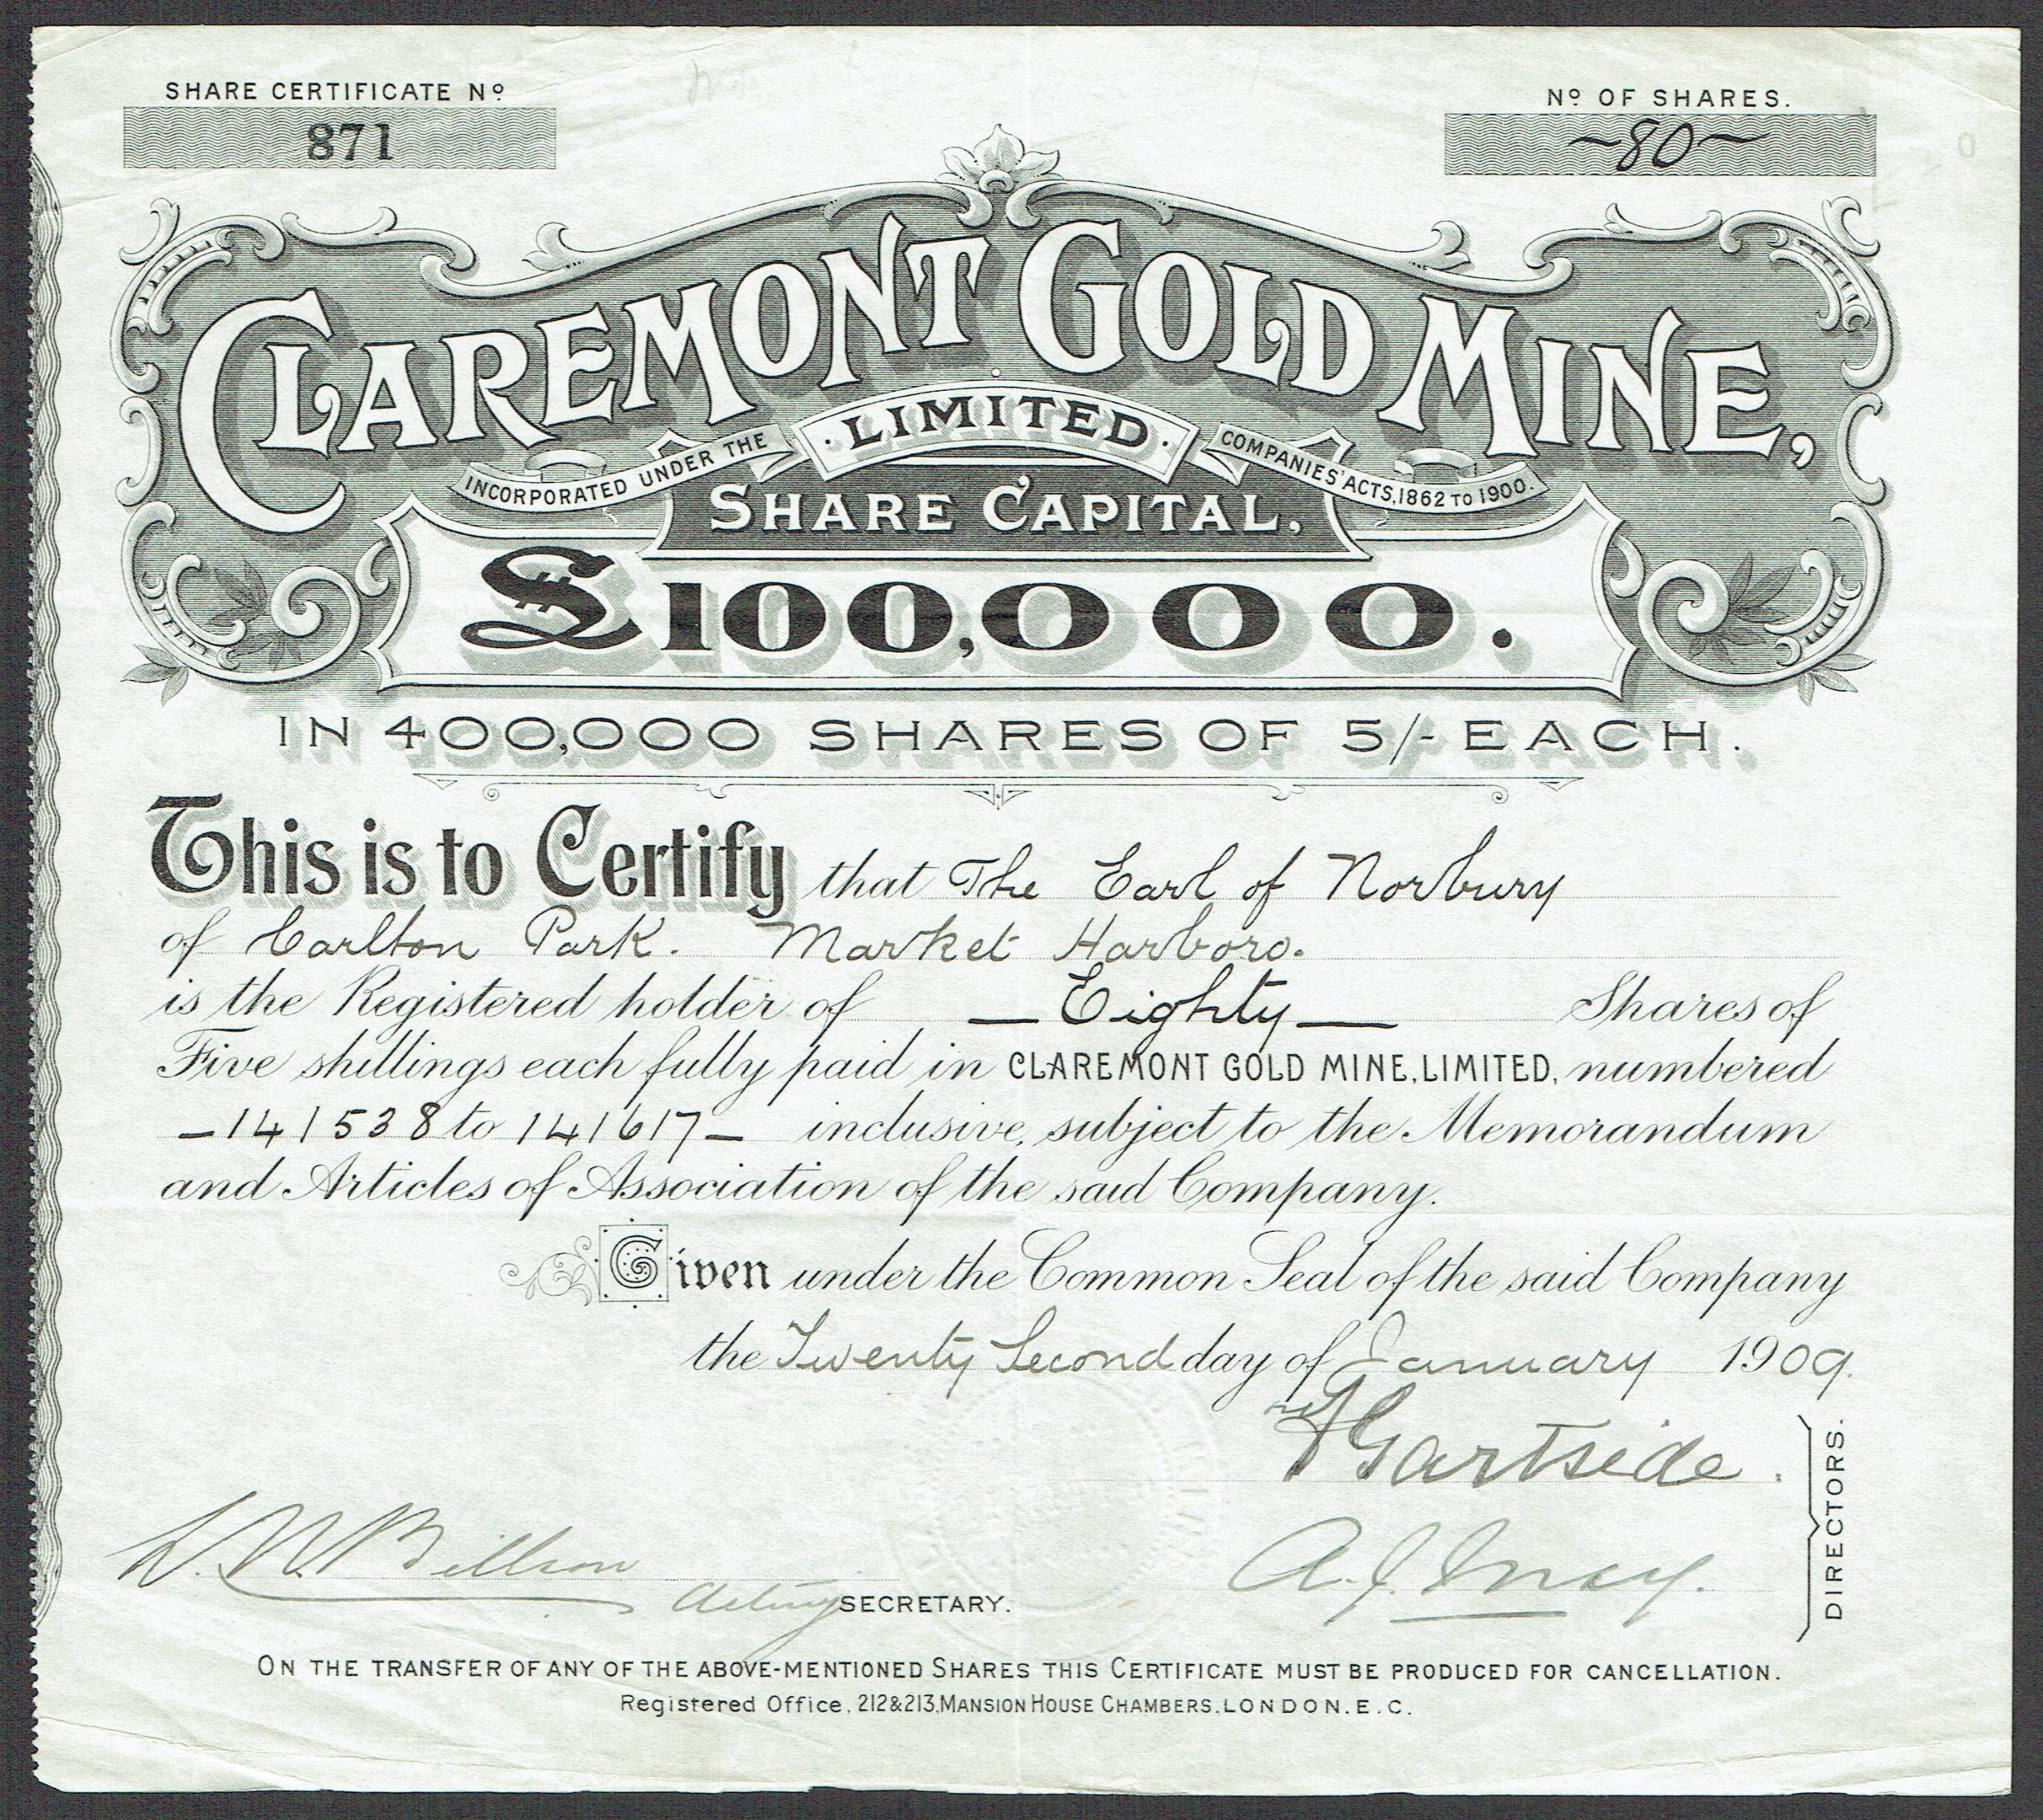 SHARE CERTIFICATE Nº
871
Nº OF SHARES.
~80~
CLAREMONT GOLD MINE,
· LIMITED ·
INCORPORATED UNDER THE COMPANIES' ACTS, 1862 TO 1900.
SHARE CAPITAL,
£100,000.
IN 400,000 SHARES OF 5/- EACH.
This is to Certify that The Earl of Norbury
of Carlton Park. Market Harboro.
is the Registered holder of — Eighty — Shares of
Five shillings each fully paid in CLAREMONT GOLD MINE, LIMITED, numbered
— 141538 to 141617 — inclusive, subject to the Memorandum
and Articles of Association of the said Company.
Given under the Common Seal of the said Company
the Twenty Second day of January 1909.
Gartside.
Acting SECRETARY.
DIRECTORS.
ON THE TRANSFER OF ANY OF THE ABOVE-MENTIONED SHARES THIS CERTIFICATE MUST BE PRODUCED FOR CANCELLATION.
Registered Office, 212 & 213, MANSION HOUSE CHAMBERS, LONDON. E.C.